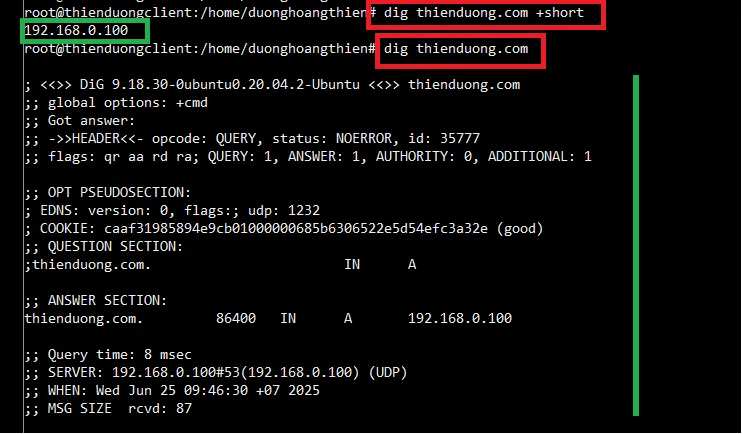 root@thienduongclient:/home/duonghoangthien# dig thienduong.com +short
192.168.0.100
root@thienduongclient:/home/duonghoangthien# dig thienduong.com
; <<>> DiG 9.18.30-0ubuntu0.20.04.2-Ubuntu <<>> thienduong.com
;; global options: +cmd
;; Got answer:
;; ->>HEADER<<- opcode: QUERY, status: NOERROR, id: 35777
;; flags: qr aa rd ra; QUERY: 1, ANSWER: 1, AUTHORITY: 0, ADDITIONAL: 1
;; OPT PSEUDOSECTION:
; EDNS: version: 0, flags:; udp: 1232
; COOKIE: caaf31985894e9cb01000000685b6306522e5d54efc3a32e (good)
;; QUESTION SECTION:
;thienduong.com. IN A
;; ANSWER SECTION:
thienduong.com. 86400 IN A 192.168.0.100
;; Query time: 8 msec
;; SERVER: 192.168.0.100#53(192.168.0.100) (UDP)
;; WHEN: Wed Jun 25 09:46:30 +07 2025
;; MSG SIZE rcvd: 87